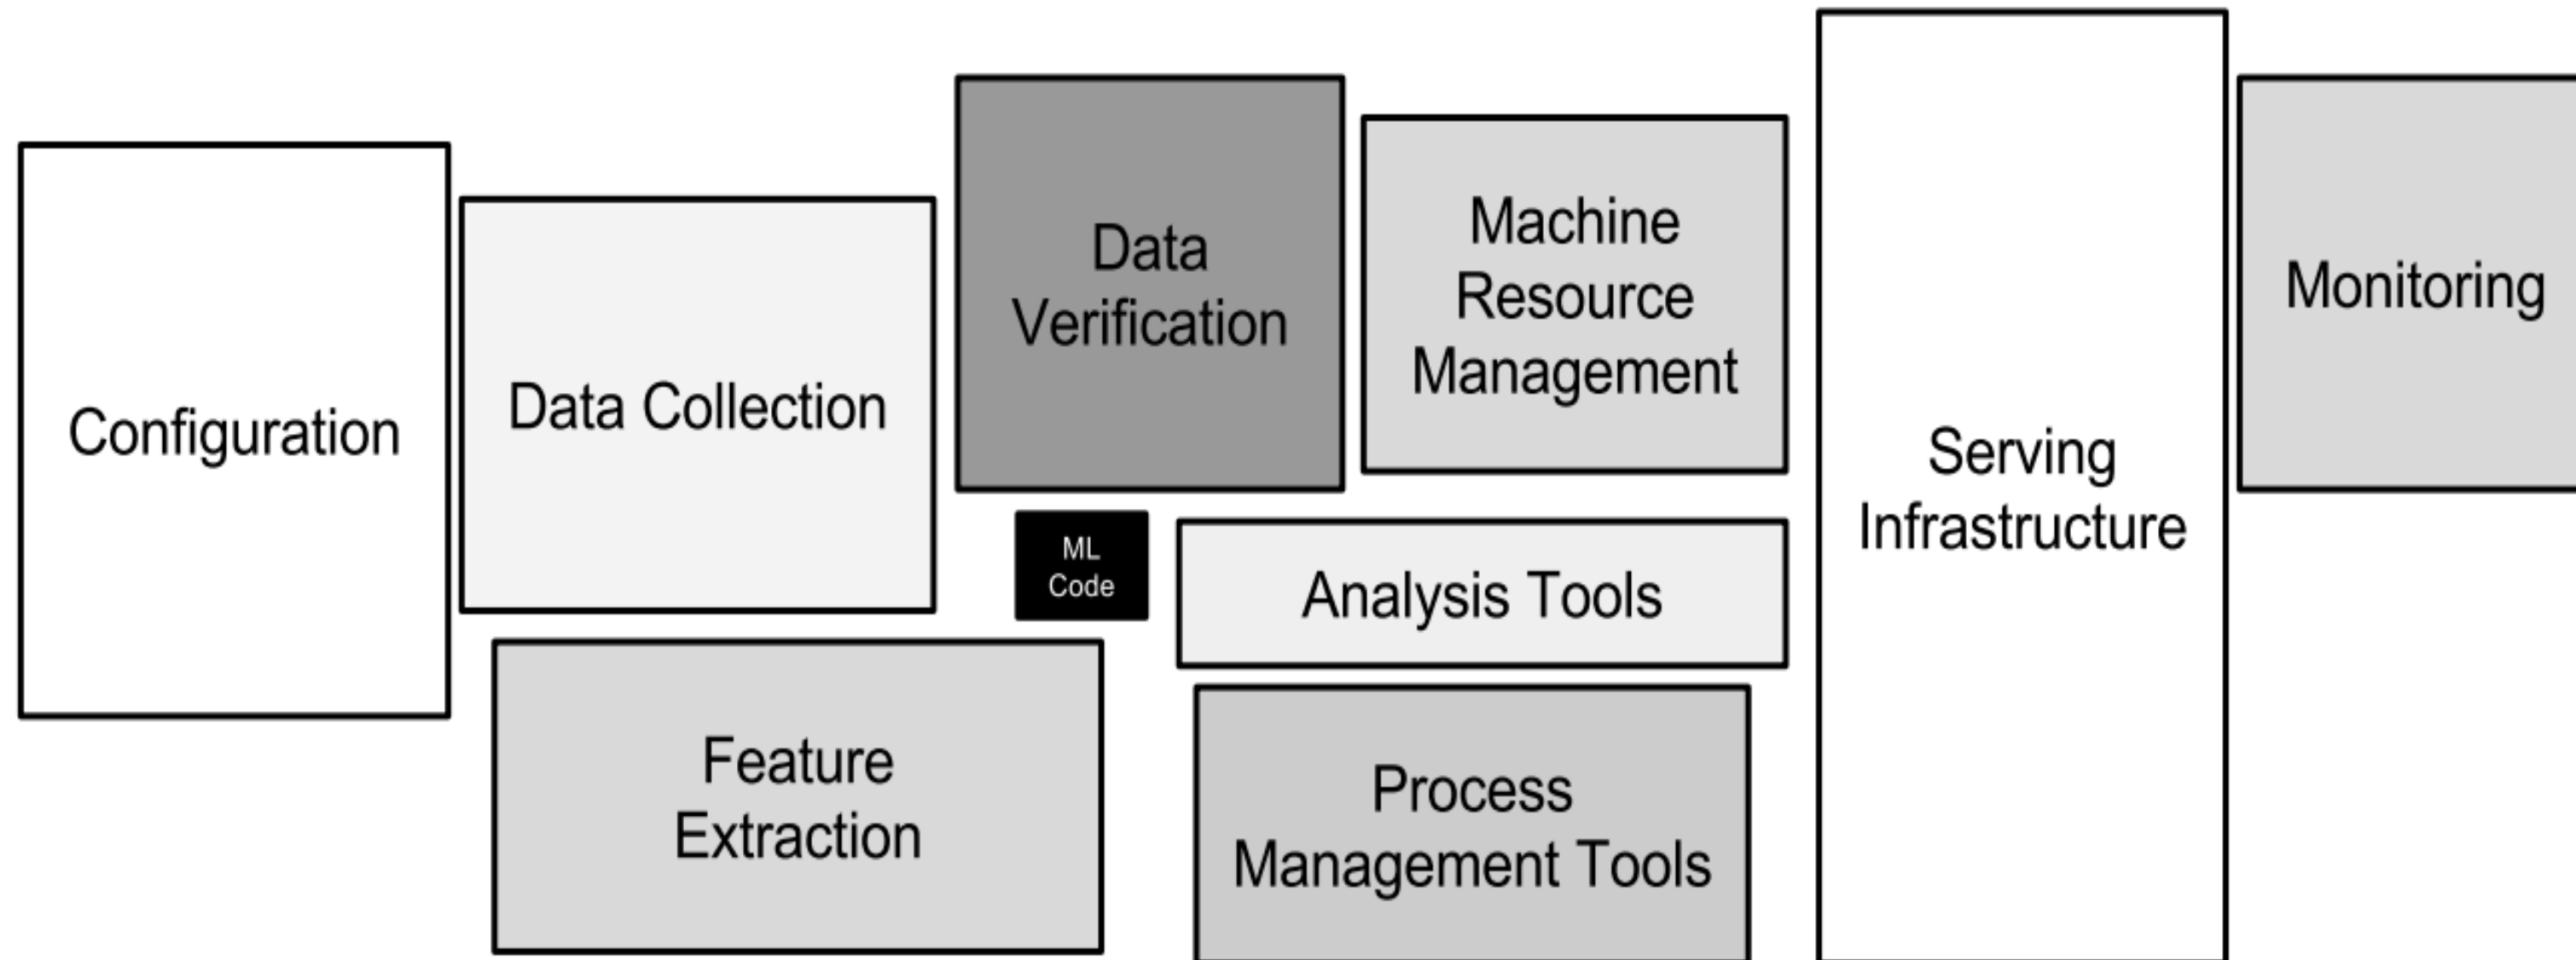 Configuration
Data Collection
Data
Verification
Machine
Resource
Management
Serving
Infrastructure
Monitoring
ML
Code
Analysis Tools
Feature
Extraction
Process
Management Tools